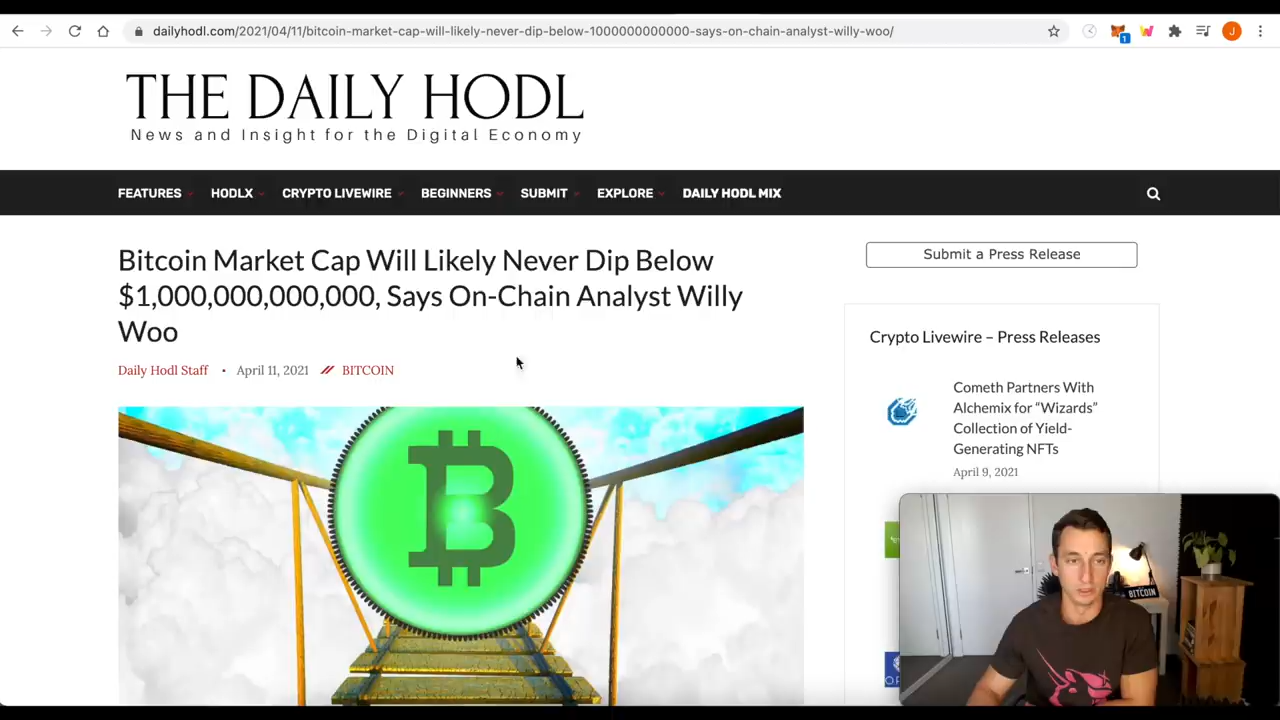 dailyhodl.com/2021/04/11/bitcoin-market-cap-will-likely-never-dip-below-1000000000000-says-on-chain-analyst-willy-woo/
1
J
THE DAILY HODL
News and Insight for the Digital Economy
FEATURES
HODLX
CRYPTO LIVEWIRE
BEGINNERS
SUBMIT
EXPLORE
DAILY HODL MIX
Bitcoin Market Cap Will Likely Never Dip Below
$1,000,000,000,000, Says On-Chain Analyst Willy
Woo
Daily Hodl Staff • April 11, 2021 BITCOIN
Submit a Press Release
Crypto Livewire – Press Releases
Cometh Partners With
Alchemix for “Wizards”
Collection of Yield-
Generating NFTs
April 9, 2021
BITCOIN